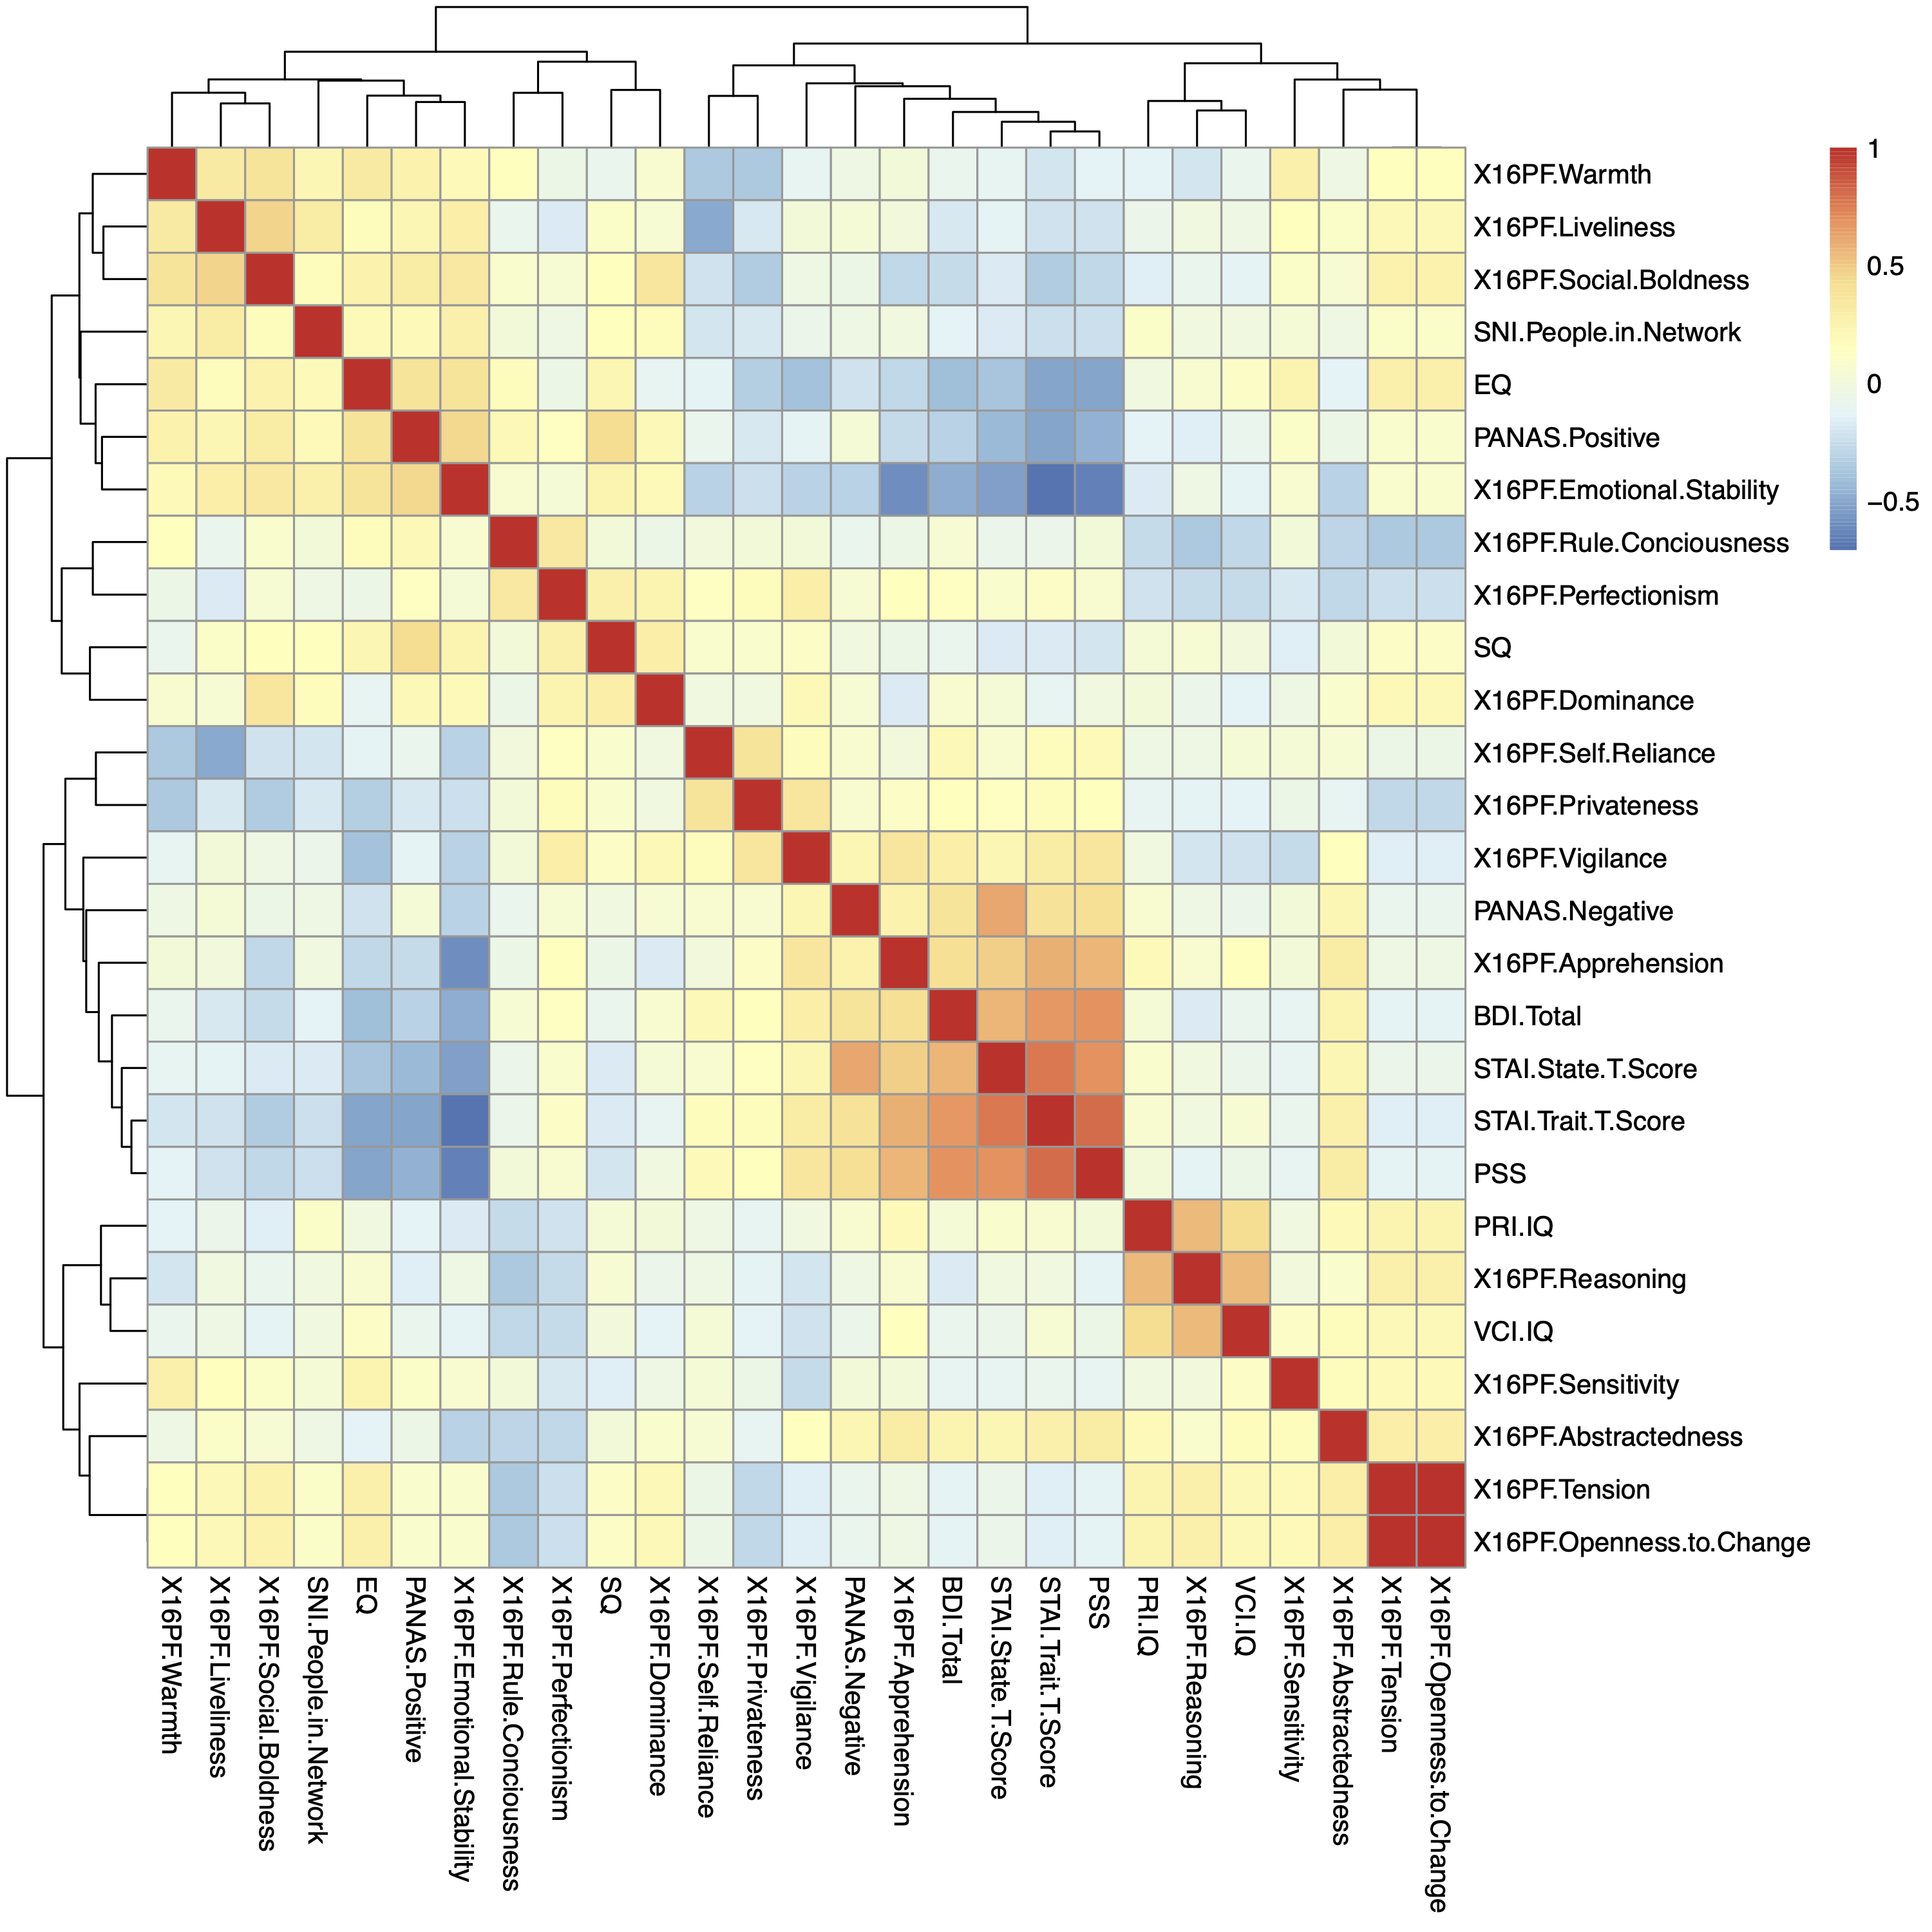 1
0.5
0
−0.5
X16PF.Warmth
X16PF.Liveliness
X16PF.Social.Boldness
SNI.People.in.Network
EQ
PANAS.Positive
X16PF.Emotional.Stability
X16PF.Rule.Conciousness
X16PF.Perfectionism
SQ
X16PF.Dominance
X16PF.Self.Reliance
X16PF.Privateness
X16PF.Vigilance
PANAS.Negative
X16PF.Apprehension
BDI.Total
STAI.State.T.Score
STAI.Trait.T.Score
PSS
PRI.IQ
X16PF.Reasoning
VCI.IQ
X16PF.Sensitivity
X16PF.Abstractedness
X16PF.Tension
X16PF.Openness.to.Change
X16PF.Warmth
X16PF.Liveliness
X16PF.Social.Boldness
SNI.People.in.Network
EQ
PANAS.Positive
X16PF.Emotional.Stability
X16PF.Rule.Conciousness
X16PF.Perfectionism
SQ
X16PF.Dominance
X16PF.Self.Reliance
X16PF.Privateness
X16PF.Vigilance
PANAS.Negative
X16PF.Apprehension
BDI.Total
STAI.State.T.Score
STAI.Trait.T.Score
PSS
PRI.IQ
X16PF.Reasoning
VCI.IQ
X16PF.Sensitivity
X16PF.Abstractedness
X16PF.Tension
X16PF.Openness.to.Change